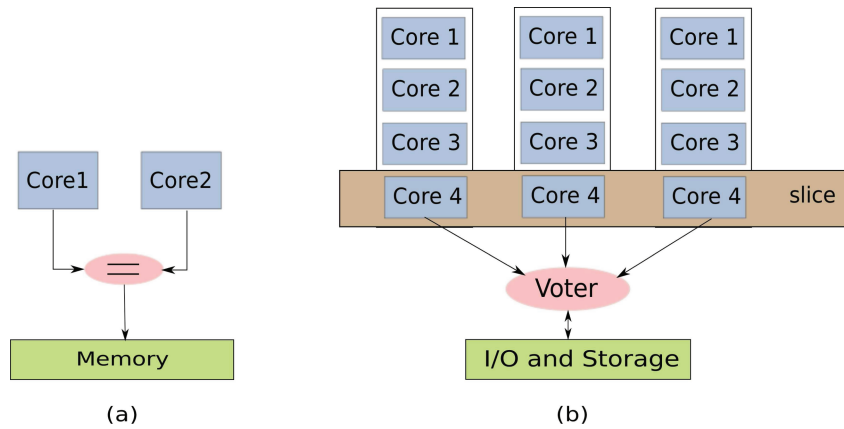 Core1
Core2
Memory
(a)
Core 1
Core 1
Core 1
Core 2
Core 2
Core 2
Core 3
Core 3
Core 3
Core 4
Core 4
Core 4
slice
Voter
I/O and Storage
(b)